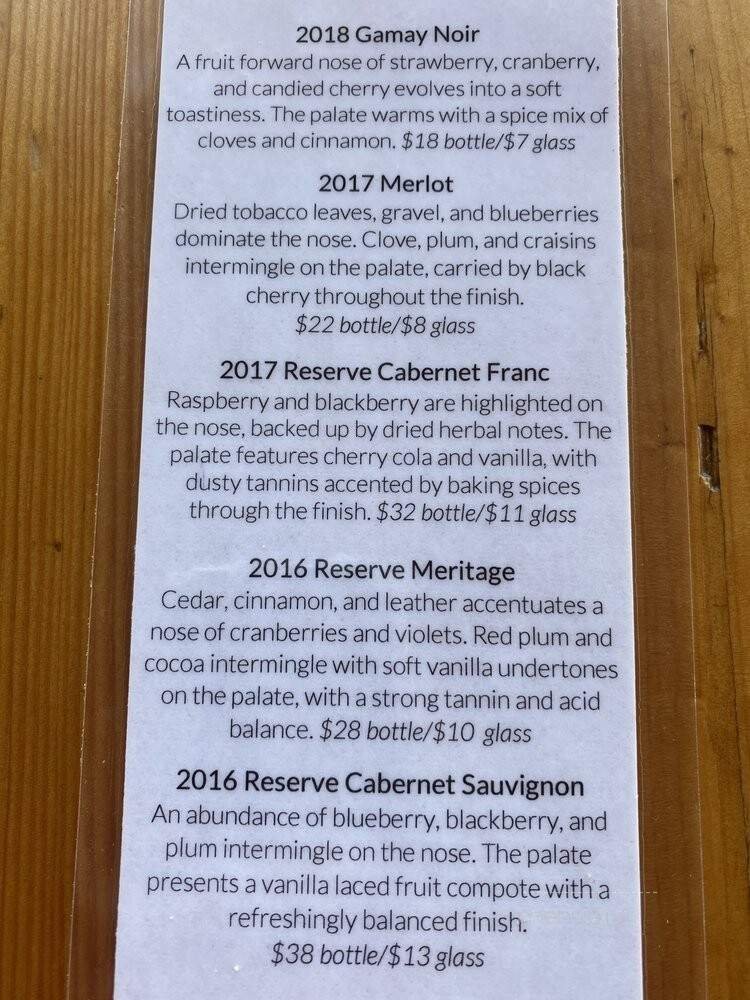 2018 Gamay Noir
A fruit forward nose of strawberry, cranberry,
and candied cherry evolves into a soft
toastiness. The palate warms with a spice mix of
cloves and cinnamon. $18 bottle/$7 glass
2017 Merlot
Dried tobacco leaves, gravel, and blueberries
dominate the nose. Clove, plum, and craisins
intermingle on the palate, carried by black
cherry throughout the finish.
$22 bottle/$8 glass
2017 Reserve Cabernet Franc
Raspberry and blackberry are highlighted on
the nose, backed up by dried herbal notes. The
palate features cherry cola and vanilla, with
dusty tannins accented by baking spices
through the finish. $32 bottle/$11 glass
2016 Reserve Meritage
Cedar, cinnamon, and leather accentuates a
nose of cranberries and violets. Red plum and
cocoa intermingle with soft vanilla undertones
on the palate, with a strong tannin and acid
balance. $28 bottle/$10 glass
2016 Reserve Cabernet Sauvignon
An abundance of blueberry, blackberry, and
plum intermingle on the nose. The palate
presents a vanilla laced fruit compote with a
refreshingly balanced finish.
$38 bottle/$13 glass